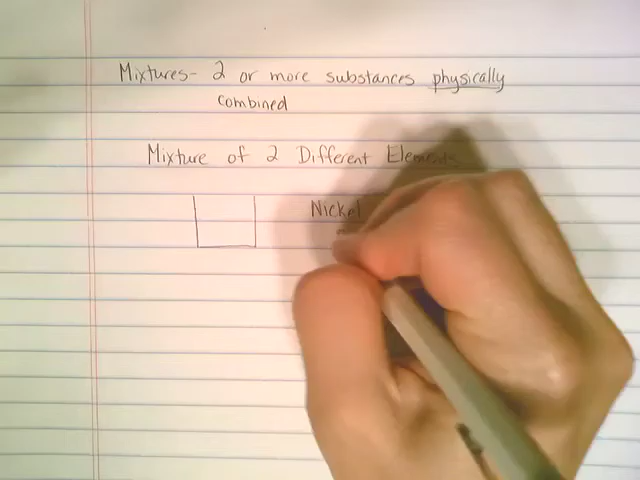 Mixtures- 2 or more substances physically
combined
Mixture of 2 Different Elements
Nickel